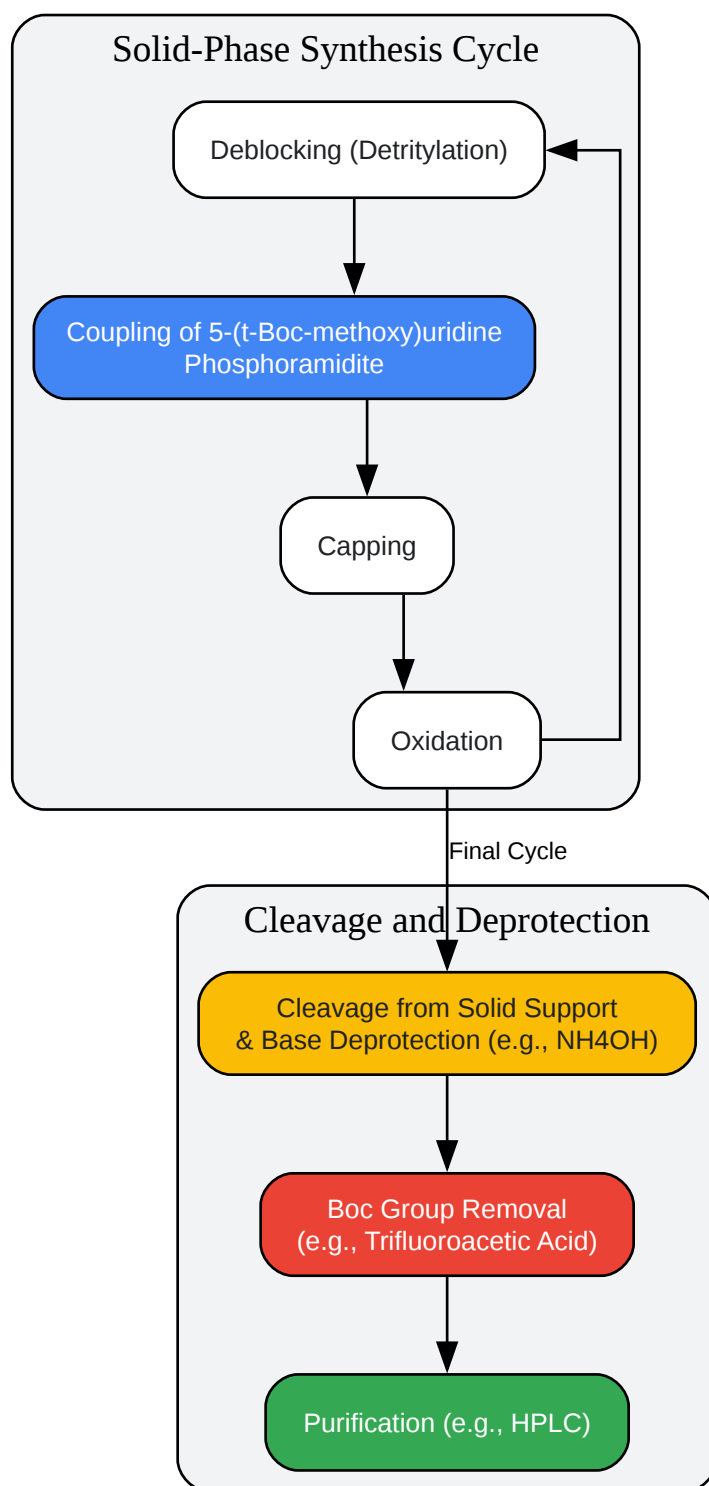 Solid-Phase Synthesis Cycle
Deblocking (Detritylation)
Coupling of 5-(t-Boc-methoxy)uridine
Phosphoramidite
Capping
Oxidation
Final Cycle
Cleavage and Deprotection
Cleavage from Solid Support
& Base Deprotection (e.g., NH4OH)
Boc Group Removal
(e.g., Trifluoroacetic Acid)
Purification (e.g., HPLC)